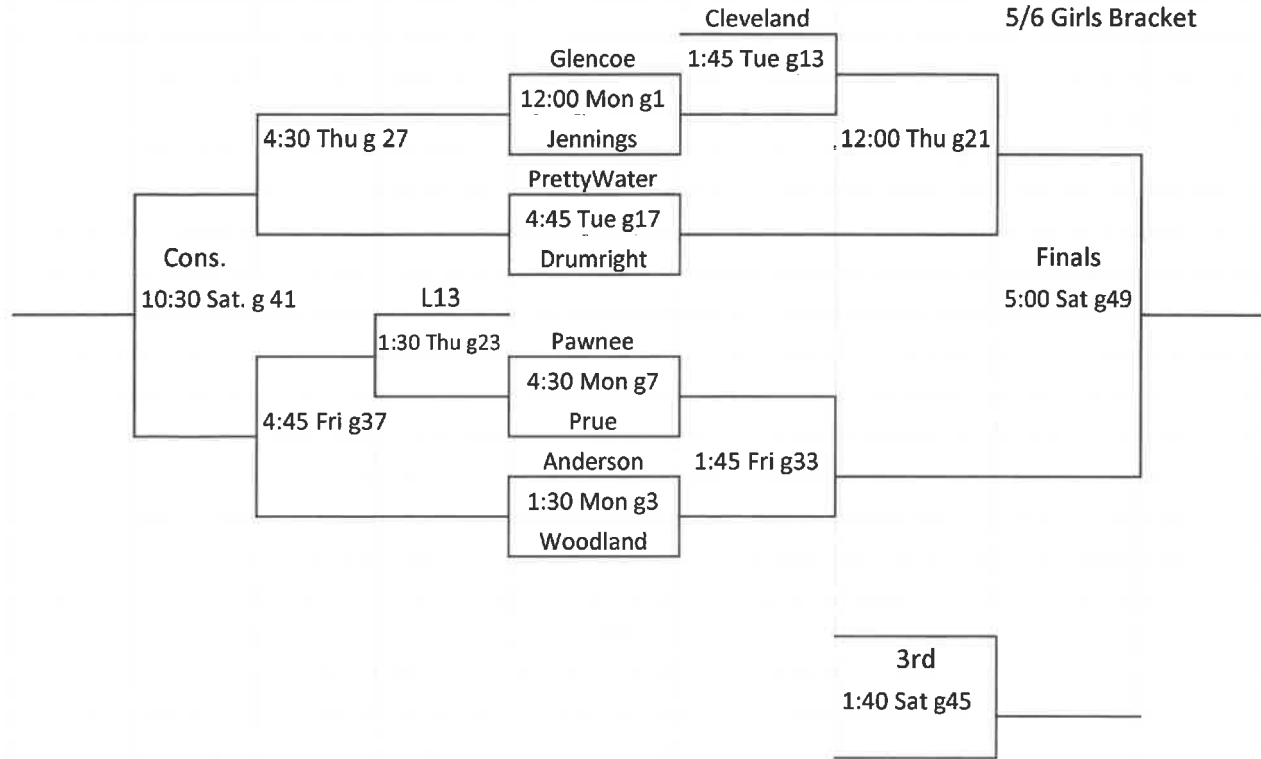 Cleveland
5/6 Girls Bracket
Glencoe
1:45 Tue g13
12:00 Mon g1
4:30 Thu g 27
Jennings
12:00 Thu g21
PrettyWater
4:45 Tue g17
Cons.
Drumright
Finals
10:30 Sat. g 41
L13
5:00 Sat g49
1:30 Thu g23
Pawnee
4:30 Mon g7
4:45 Fri g37
Prue
Anderson
1:45 Fri g33
1:30 Mon g3
Woodland
3rd
1:40 Sat g45